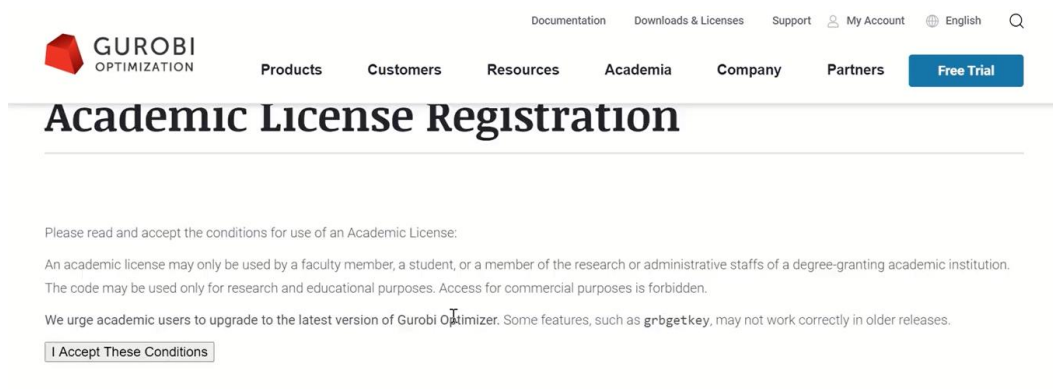 Documentation Downloads & Licenses Support My Account English
GUROBI
OPTIMIZATION
Products Customers Resources Academia Company Partners Free Trial
Academic License Registration
Please read and accept the conditions for use of an Academic License:
An academic license may only be used by a faculty member, a student, or a member of the research or administrative staffs of a degree-granting academic institution.
The code may be used only for research and educational purposes. Access for commercial purposes is forbidden.
We urge academic users to upgrade to the latest version of Gurobi Optimizer. Some features, such as grbgetkey, may not work correctly in older releases.
I Accept These Conditions